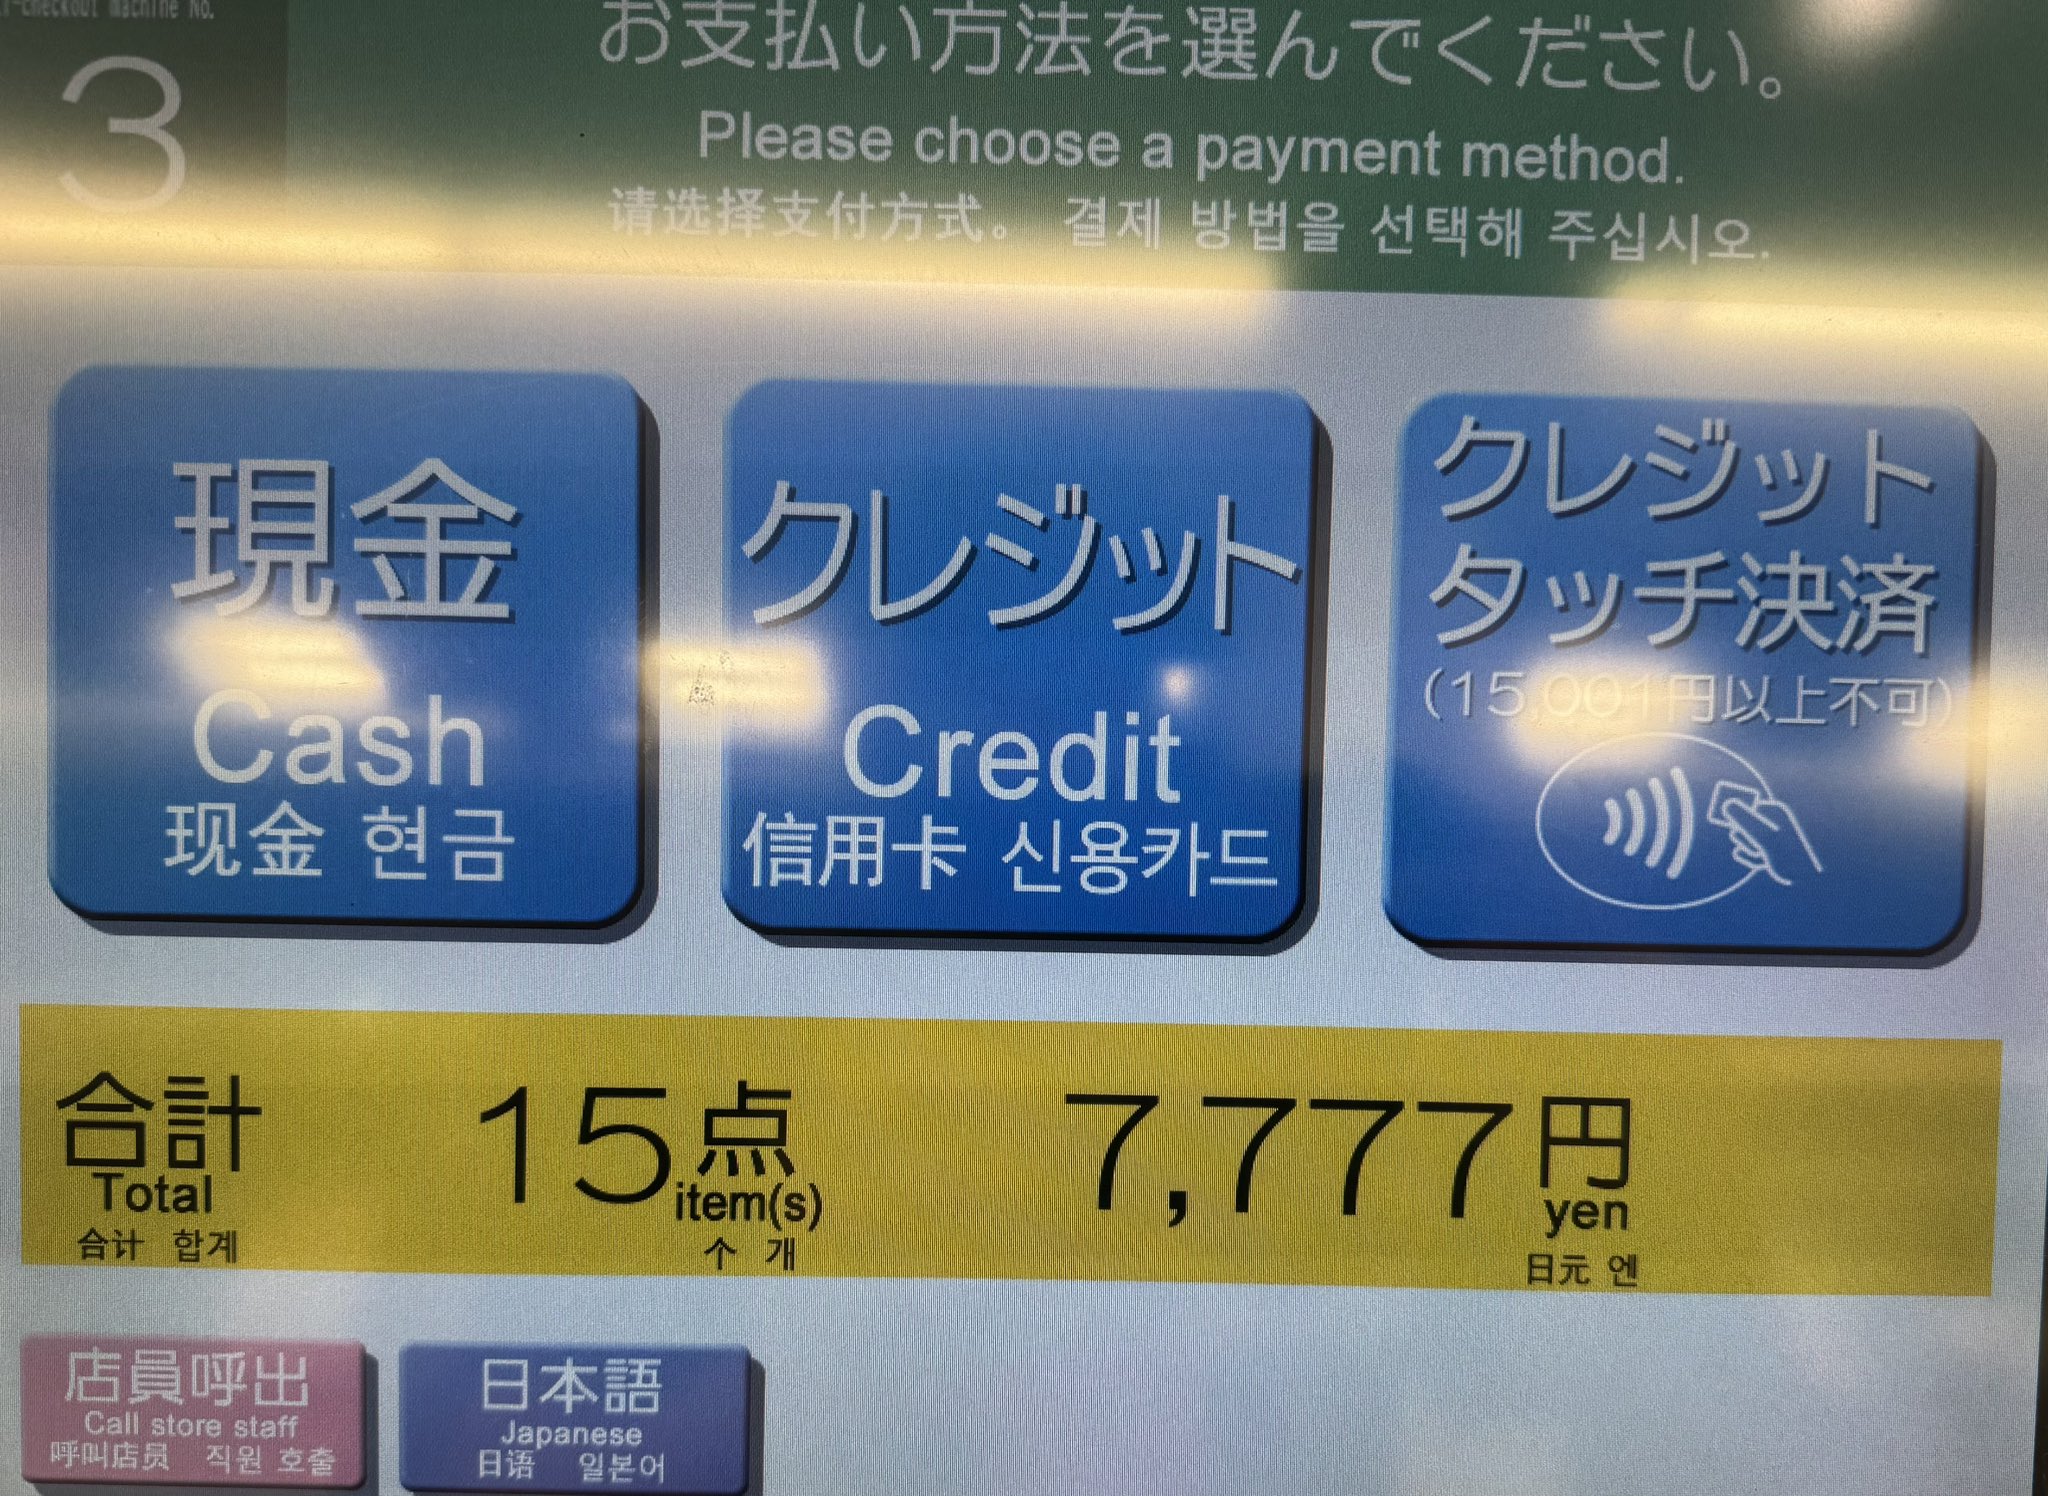 checkout machine No.
3
お支払い方法を選んでください。
Please choose a payment method.
请选择支付方式。 결제 방법을 선택해 주십시오.
現金
Cash
现金 현금
クレジット
Credit
信用卡 신용카드
クレジット
タッチ決済
(15,001円以上不可)
合計 15点 7,777円
Total item(s) yen
合计 합계 个 개 日元 엔
店員呼出
Call store staff
呼叫店员 직원 호출
日本語
Japanese
日语 일본어